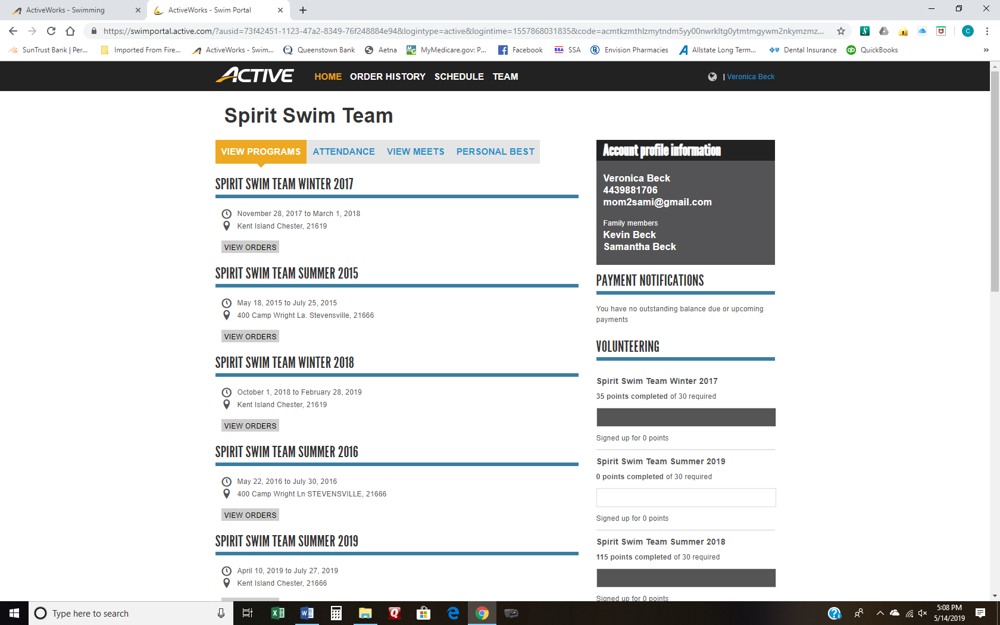 ActiveWorks - Swimming
ActiveWorks - Swim Portal
https://swimportal.active.com/?ausid=73f42451-1123-47a2-8349-76f248884e94&logintype=active&logintime=1557868031835&code=acmtkzmthlzmytndm5yy00nwrkltg0ytmtmgywm2nkymzmz...
C
SunTrust Bank | Per...
Imported From Fire...
ActiveWorks - Swim...
Queenstown Bank
Aetna
MyMedicare.gov: P...
Facebook
SSA
Envision Pharmacies
Allstate Long Term...
Dental Insurance
QuickBooks
»
ACTIVE
HOME ORDER HISTORY SCHEDULE TEAM
| Veronica Beck
Spirit Swim Team
VIEW PROGRAMS ATTENDANCE VIEW MEETS PERSONAL BEST
SPIRIT SWIM TEAM WINTER 2017
November 28, 2017 to March 1, 2018
Kent Island Chester, 21619
VIEW ORDERS
SPIRIT SWIM TEAM SUMMER 2015
May 18, 2015 to July 25, 2015
400 Camp Wright La. Stevensville, 21666
VIEW ORDERS
SPIRIT SWIM TEAM WINTER 2018
October 1, 2018 to February 28, 2019
Kent Island Chester, 21619
VIEW ORDERS
SPIRIT SWIM TEAM SUMMER 2016
May 22, 2016 to July 30, 2016
400 Camp Wright Ln STEVENSVILLE, 21666
VIEW ORDERS
SPIRIT SWIM TEAM SUMMER 2019
April 10, 2019 to July 27, 2019
Kent Island Chester, 21666
Account profile information
Veronica Beck
4439881706
mom2sami@gmail.com
Family members
Kevin Beck
Samantha Beck
PAYMENT NOTIFICATIONS
You have no outstanding balance due or upcoming
payments
VOLUNTEERING
Spirit Swim Team Winter 2017
35 points completed of 30 required
Signed up for 0 points
Spirit Swim Team Summer 2019
0 points completed of 30 required
Signed up for 0 points
Spirit Swim Team Summer 2018
115 points completed of 30 required
Signed up for 0 points
Type here to search
5:08 PM
5/14/2019